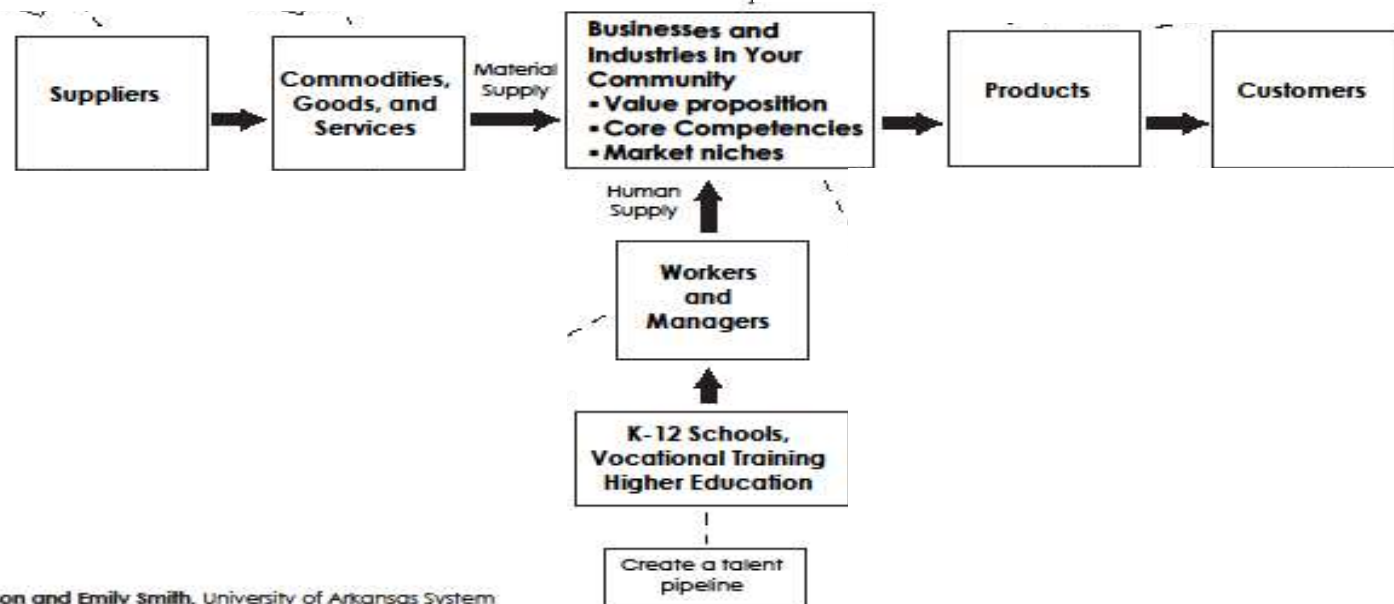 Suppliers
Commodities,
Goods, and
Services
Material
Supply
Businesses and
Industries in Your
Community
▪ Value proposition
▪ Core Competencies
▪ Market niches
Products
Customers
Human
Supply
Workers
and
Managers
K-12 Schools,
Vocational Training
Higher Education
Create a talent
pipeline
on and Emily Smith, University of Arkansas System